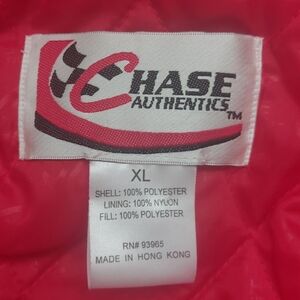 CHASE
AUTHENTICS
TM
XL
SHELL: 100% POLYESTER
LINING: 100% NYLON
FILL: 100% POLYESTER
RN# 93965
MADE IN HONG KONG